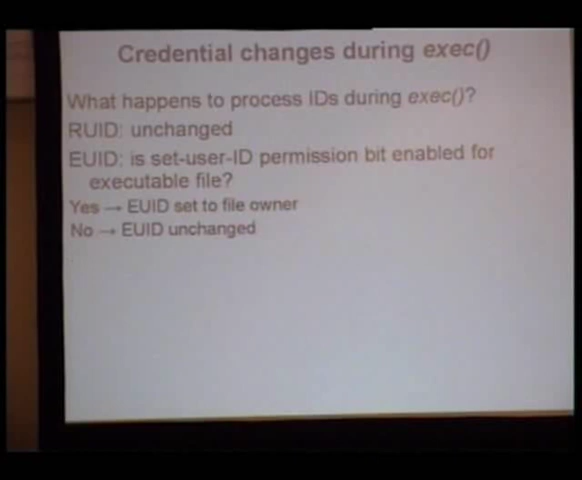 Credential changes during exec()
What happens to process IDs during exec()?
RUID: unchanged
EUID: is set-user-ID permission bit enabled for
executable file?
Yes → EUID set to file owner
No → EUID unchanged